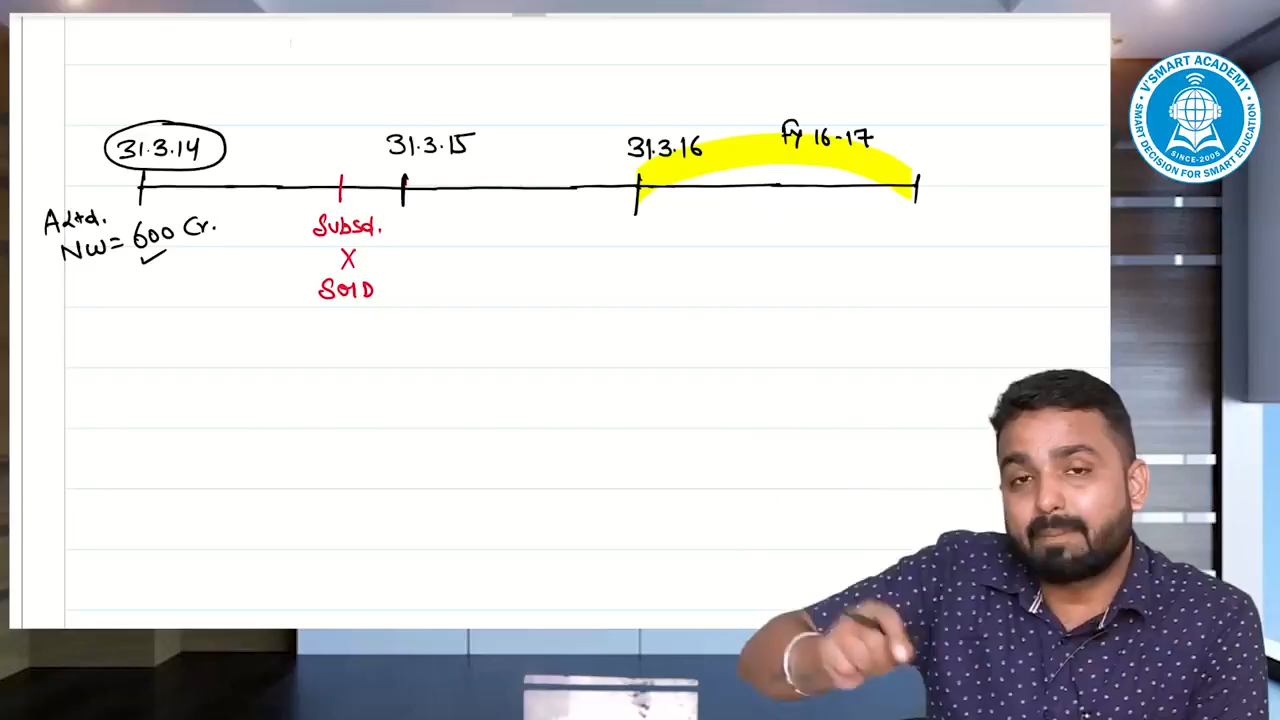 31.3.14
31.3.15
31.3.16
Fy 16-17
A Ltd.
NW = 600 Cr.
Subsd.
X
Sold
V'SMART ACADEMY
SINCE-2005
SMART DECISION FOR SMART EDUCATION